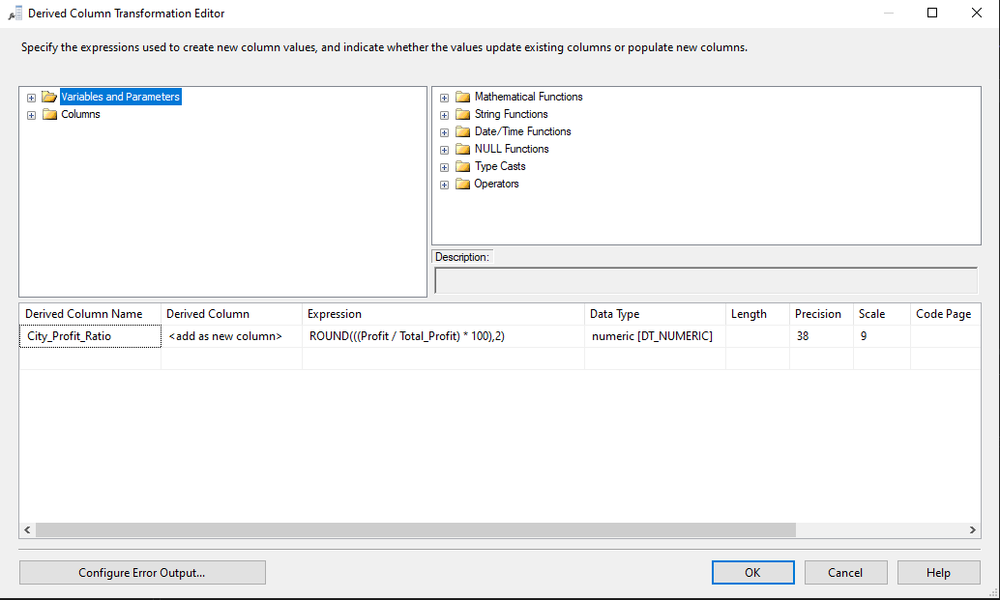 Derived Column Transformation Editor
Specify the expressions used to create new column values, and indicate whether the values update existing columns or populate new columns.
Variables and Parameters
Columns
Mathematical Functions
String Functions
Date/Time Functions
NULL Functions
Type Casts
Operators
Description:
Derived Column Name Derived Column Expression Data Type Length Precision Scale Code Page
City_Profit_Ratio <add as new column> ROUND(((Profit / Total_Profit) * 100),2) numeric [DT_NUMERIC] 38 9
Configure Error Output... OK Cancel Help